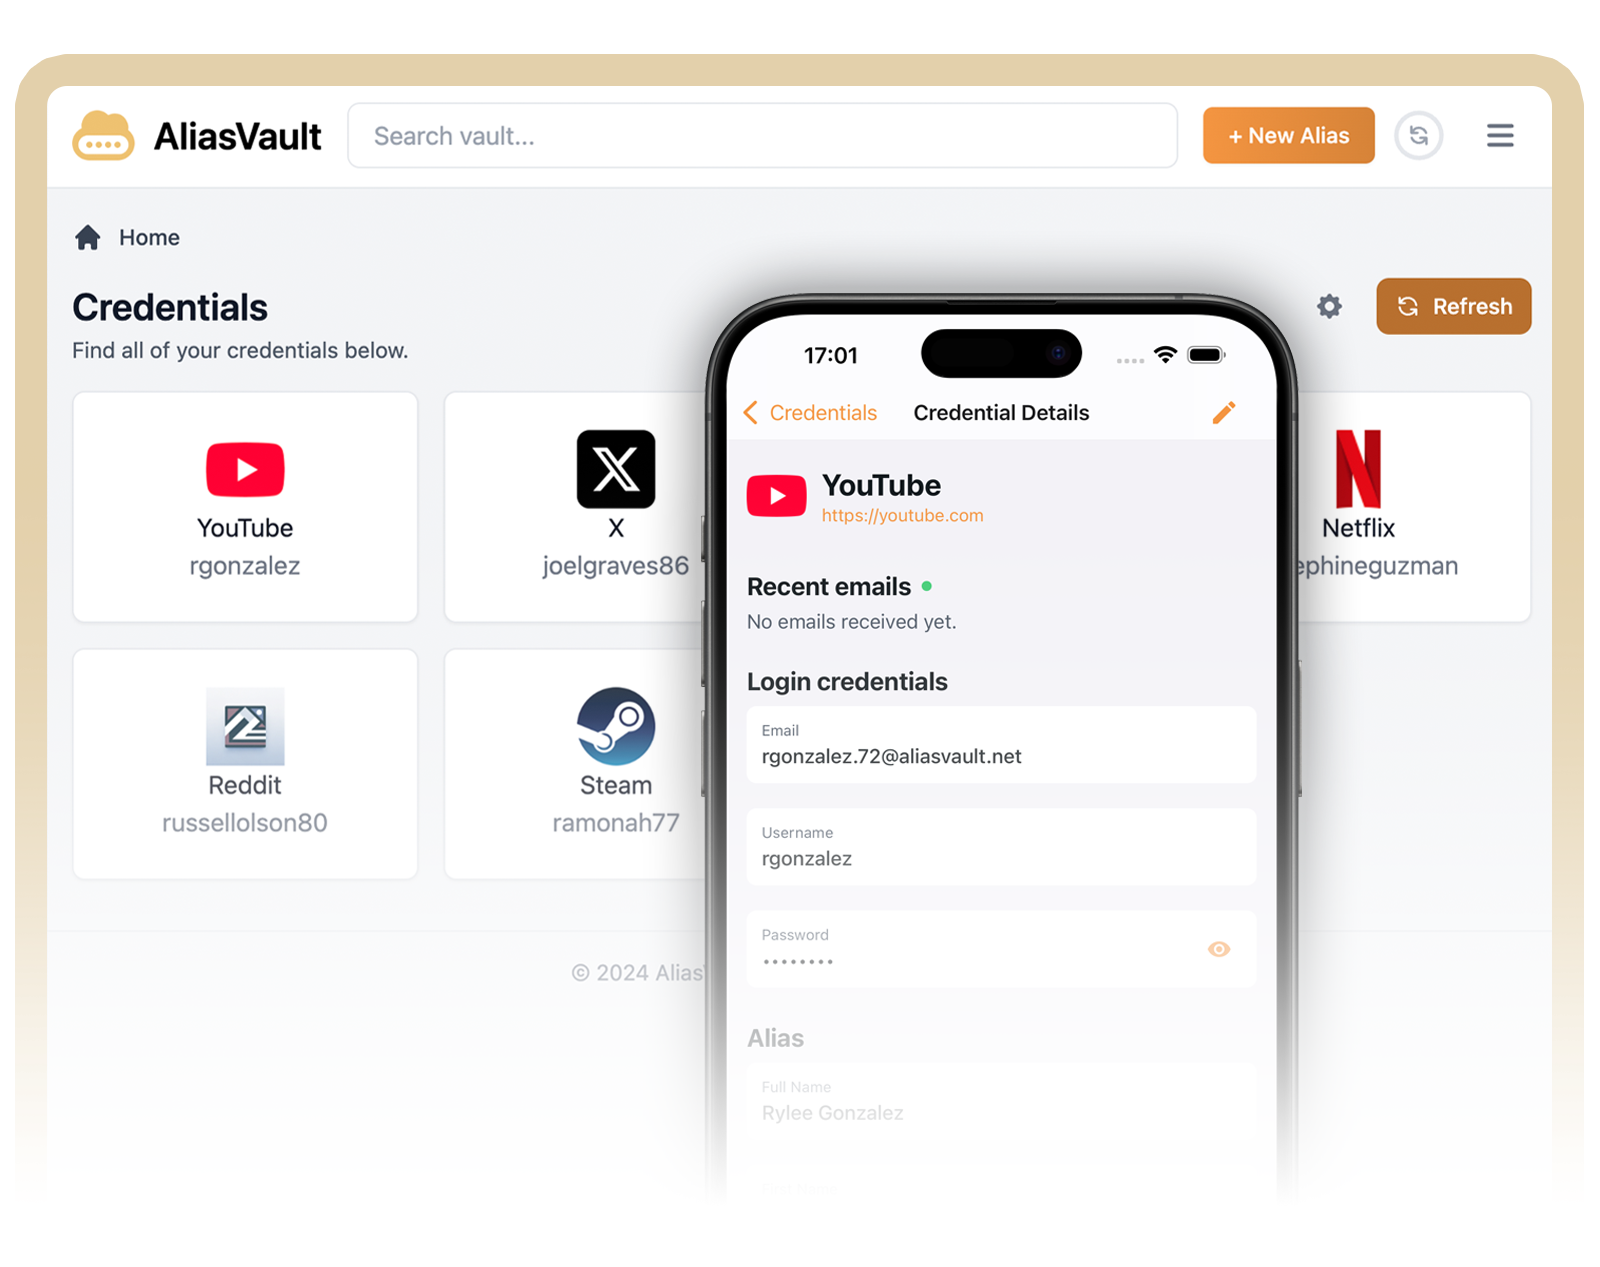 AliasVault
Search vault...
+ New Alias
Home
Credentials
Find all of your credentials below.
Refresh
YouTube
rgonzalez
X
joelgraves86
Netflix
ephineguzman
Reddit
russellolson80
Steam
ramonah77
© 2024 Alias
17:01
Credentials
Credential Details
YouTube
https://youtube.com
Recent emails
No emails received yet.
Login credentials
Email
rgonzalez.72@aliasvault.net
Username
rgonzalez
Password
Alias
Full Name
Rylee Gonzalez